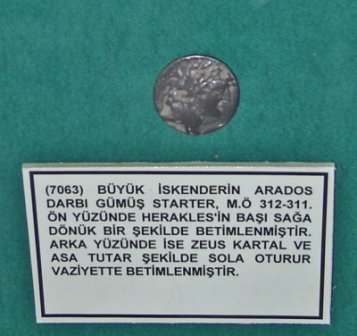 (7063) BÜYÜK İSKENDERİN ARADOS
DARBI GÜMÜŞ STARTER, M.Ö 312-311.
ÖN YÜZÜNDE HERAKLES'İN BAŞI SAĞA
DÖNÜK BİR ŞEKİLDE BETİMLENMİŞTİR.
ARKA YÜZÜNDE İSE ZEUS KARTAL VE
ASA TUTAR ŞEKİLDE SOLA OTURUR
VAZİYETTE BETİMLENMİŞTİR.